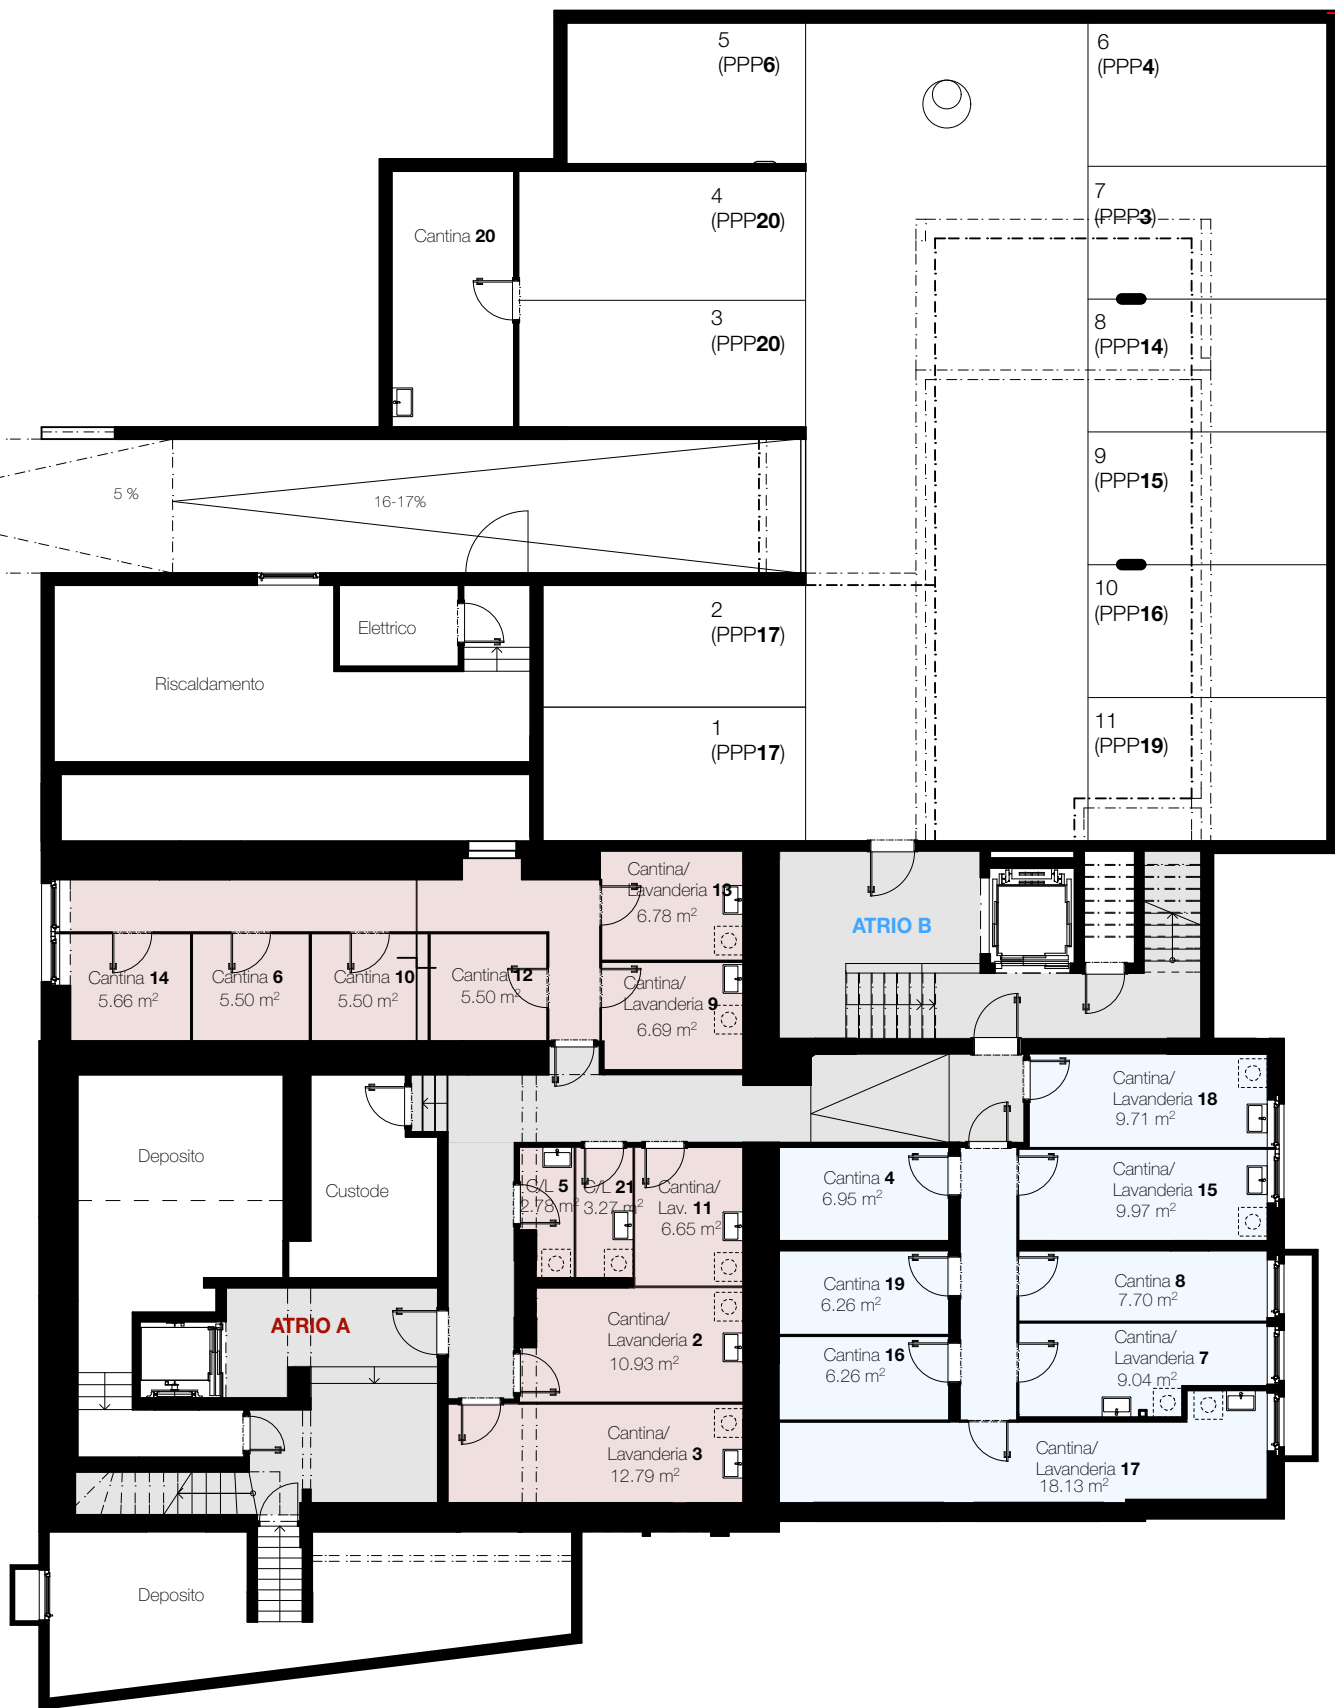 5
(PPP6)
6
(PPP4)
4
(PPP20)
7
(PPP3)
Cantina 20
3
(PPP20)
8
(PPP14)
5 %
16-17%
9
(PPP15)
2
(PPP17)
10
(PPP16)
Elettrico
Riscaldamento
1
(PPP17)
11
(PPP19)
Cantina/
Lavanderia 13
6.78 m²
ATRIO B
Cantina 14
5.66 m²
Cantina 6
5.50 m²
Cantina 10
5.50 m²
Cantina 12
5.50 m²
Cantina/
Lavanderia 9
6.69 m²
Cantina/
Lavanderia 18
9.71 m²
Deposito
Custode
C/L 5
2.78 m²
C/L 21
3.27 m²
Cantina/
Lav. 11
6.65 m²
Cantina 4
6.95 m²
Cantina/
Lavanderia 15
9.97 m²
Cantina 19
6.26 m²
Cantina 8
7.70 m²
ATRIO A
Cantina/
Lavanderia 2
10.93 m²
Cantina 16
6.26 m²
Cantina/
Lavanderia 7
9.04 m²
Cantina/
Lavanderia 3
12.79 m²
Cantina/
Lavanderia 17
18.13 m²
Deposito